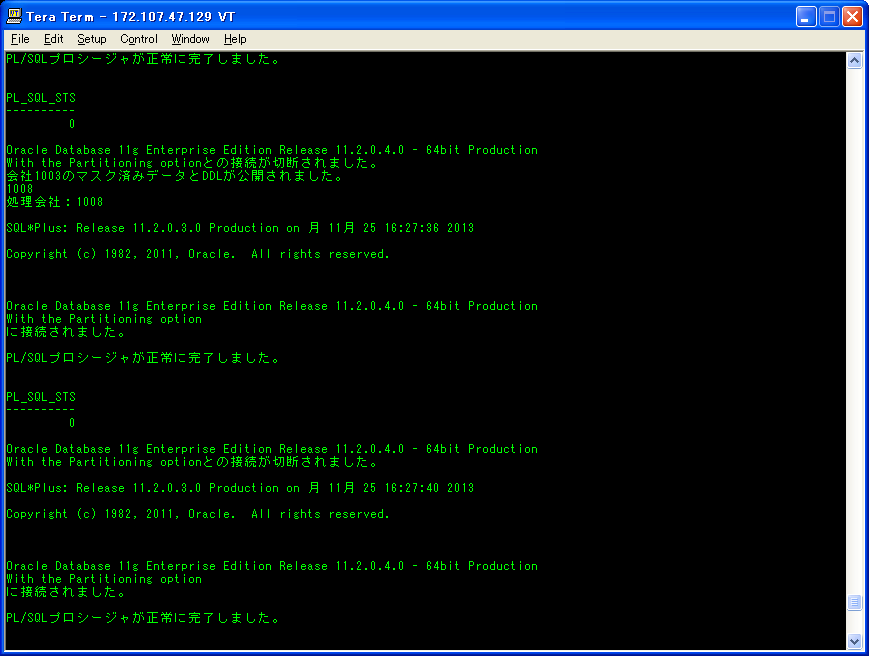 Tera Term - 172.107.47.129 VT
File Edit Setup Control Window Help
PL/SQLプロシージャが正常に完了しました。
PL_SQL_STS
----------
0
Oracle Database 11g Enterprise Edition Release 11.2.0.4.0 - 64bit Production
With the Partitioning optionとの接続が切断されました。
会社1003のマスク済みデータとDDLが公開されました。
1008
処理会社：1008
SQL*Plus: Release 11.2.0.3.0 Production on 月 11月 25 16:27:36 2013
Copyright (c) 1982, 2011, Oracle.  All rights reserved.
Oracle Database 11g Enterprise Edition Release 11.2.0.4.0 - 64bit Production
With the Partitioning option
に接続されました。
PL/SQLプロシージャが正常に完了しました。
PL_SQL_STS
----------
0
Oracle Database 11g Enterprise Edition Release 11.2.0.4.0 - 64bit Production
With the Partitioning optionとの接続が切断されました。
SQL*Plus: Release 11.2.0.3.0 Production on 月 11月 25 16:27:40 2013
Copyright (c) 1982, 2011, Oracle.  All rights reserved.
Oracle Database 11g Enterprise Edition Release 11.2.0.4.0 - 64bit Production
With the Partitioning option
に接続されました。
PL/SQLプロシージャが正常に完了しました。